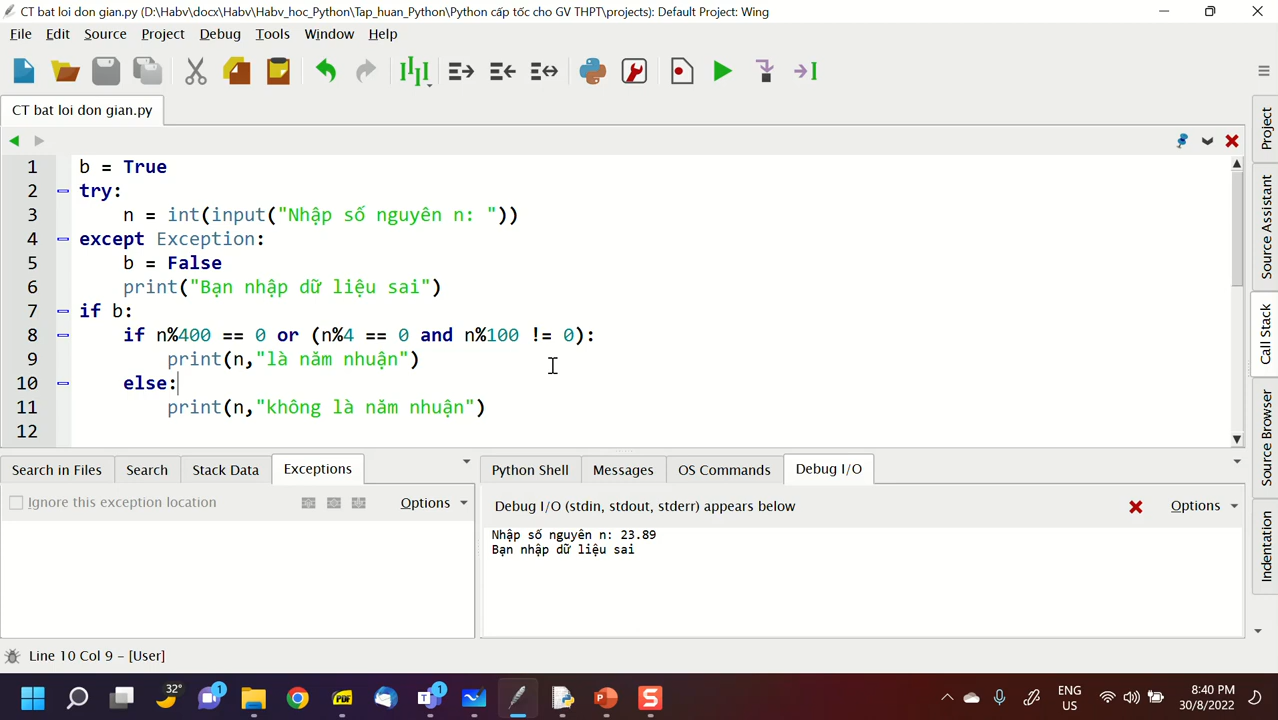 CT bat loi don gian.py (D:\Habv\docx\Habv\Habv_hoc_Python\Tap_huan_Python\Python cấp tốc cho GV THPT\projects): Default Project: Wing
File Edit Source Project Debug Tools Window Help
CT bat loi don gian.py
1 b = True
2 try:
3 n = int(input("Nhập số nguyên n: "))
4 except Exception:
5 b = False
6 print("Bạn nhập dữ liệu sai")
7 if b:
8 if n%400 == 0 or (n%4 == 0 and n%100 != 0):
9 print(n,"là năm nhuận")
10 else:
11 print(n,"không là năm nhuận")
12
Project
Source Assistant
Call Stack
Source Browser
Indentation
Search in Files Search Stack Data Exceptions
Ignore this exception location Options
Python Shell Messages OS Commands Debug I/O
Debug I/O (stdin, stdout, stderr) appears below Options
Nhập số nguyên n: 23.89
Bạn nhập dữ liệu sai
Line 10 Col 9 – [User]
32°
1
PDF
1
P
S
ENG
US
8:40 PM
30/8/2022